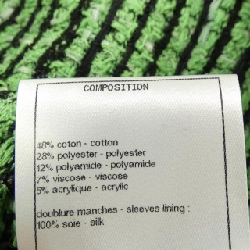 COMPOSITION
48% coton - cotton
28% polyester - polyester
12% polyamide - polyamide
7% viscose - viscose
5% acrylique - acrylic
doublure manches - sleeves lining :
100% soie - silk